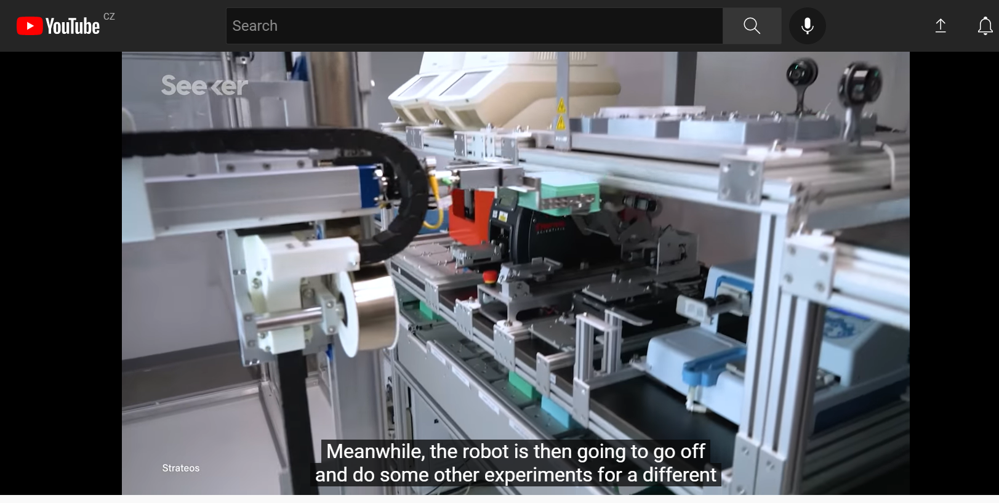 YouTube CZ
Search
Seeker
SCIENTIFIC
Strateos
Meanwhile, the robot is then going to go off
and do some other experiments for a different